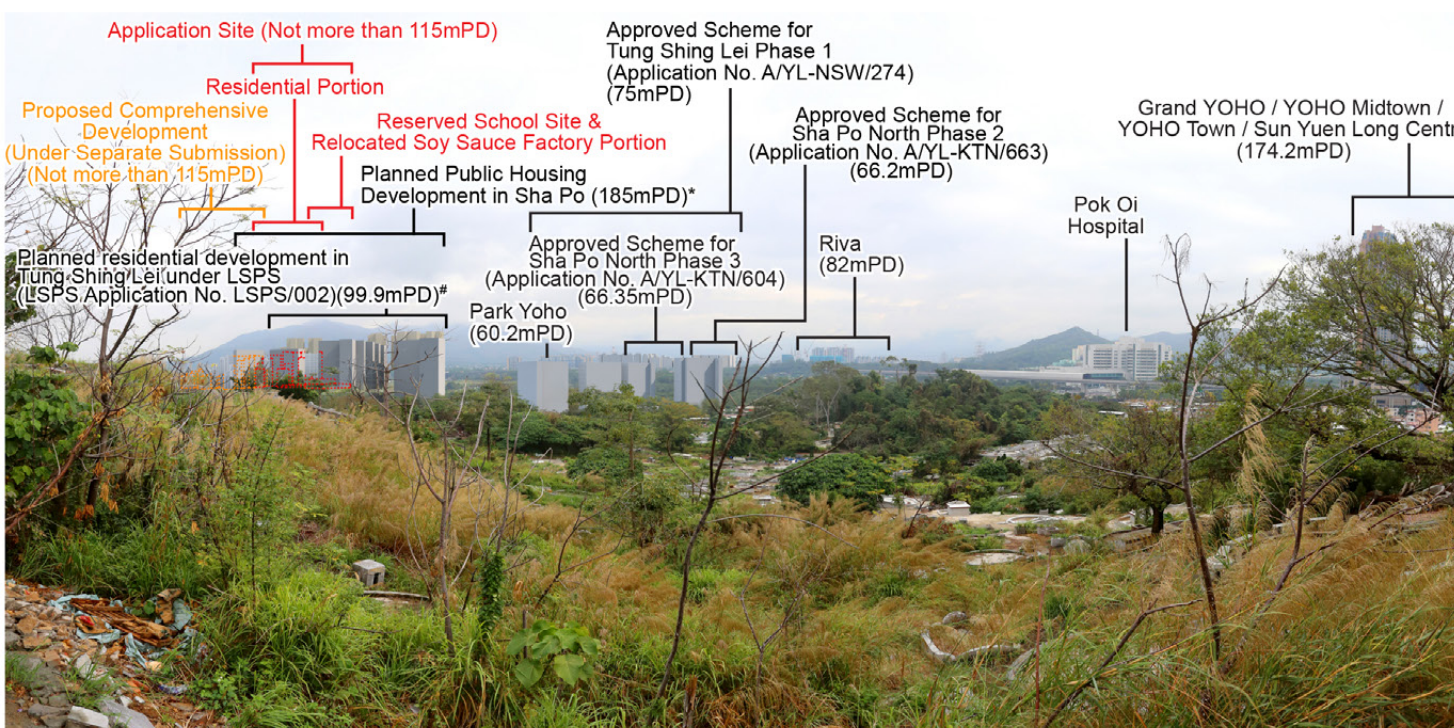 Application Site (Not more than 115mPD)
Residential Portion
Proposed Comprehensive
Development
(Under Separate Submission)
(Not more than 115mPD)
Reserved School Site &
Relocated Soy Sauce Factory Portion
Planned Public Housing
Development in Sha Po (185mPD)*
Planned residential development in
Tung Shing Lei under LSPS
(LSPS Application No. LSPS/002)(99.9mPD)#
Approved Scheme for
Tung Shing Lei Phase 1
(Application No. A/YL-NSW/274)
(75mPD)
Approved Scheme for
Sha Po North Phase 3
(Application No. A/YL-KTN/604)
(66.35mPD)
Park Yoho
(60.2mPD)
Approved Scheme for
Sha Po North Phase 2
(Application No. A/YL-KTN/663)
(66.2mPD)
Riva
(82mPD)
Pok Oi
Hospital
Grand YOHO / YOHO Midtown /
YOHO Town / Sun Yuen Long Centr
(174.2mPD)